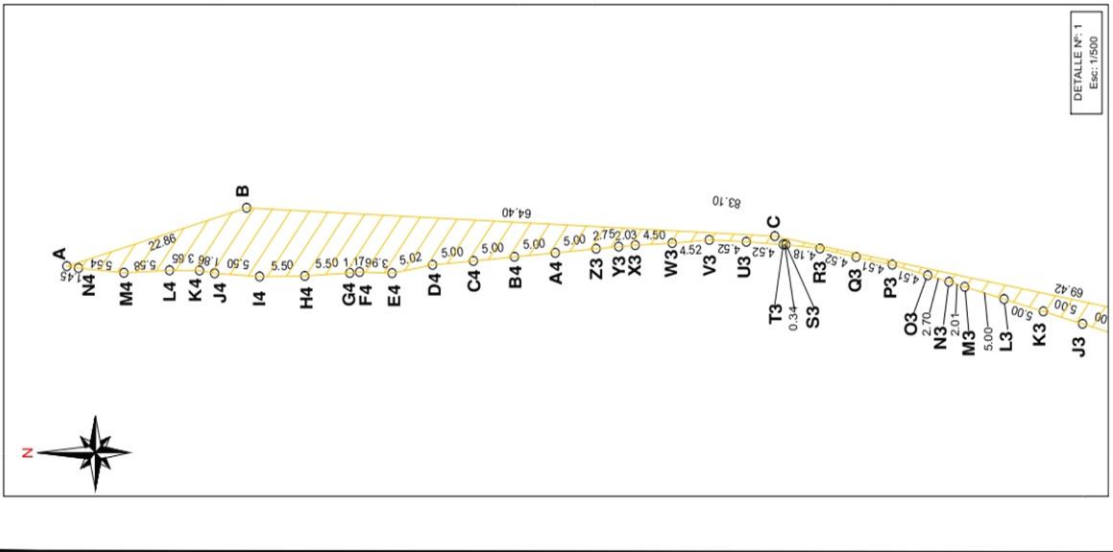 DETALLE Nº: 1
Esc: 1/500
N
A
B
C
22.86
64.40
83.10
69.42
1.45
N4
5.54
M4
5.58
L4
3.65
K4
1.86
J4
5.50
I4
5.50
H4
5.50
G4
1.17
F4
3.96
E4
5.02
D4
5.00
C4
5.00
B4
5.00
A4
5.00
Z3
2.75
Y3
2.03
X3
4.50
W3
4.52
V3
4.52
U3
4.52
T3
0.34
S3
4.18
R3
4.52
Q3
4.51
P3
4.51
O3
2.70
N3
2.01
M3
5.00
L3
5.00
K3
5.00
J3
00